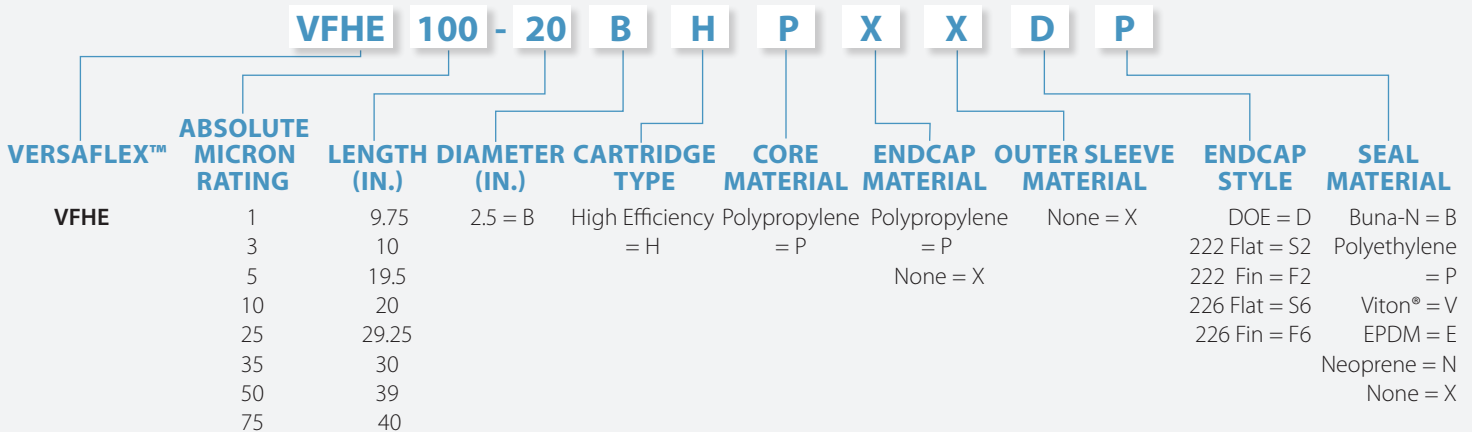 VFHE 100 - 20 B H P X X D P
VERSAFLEX™
VFHE
ABSOLUTE
MICRON
RATING
1
3
5
10
25
35
50
75
LENGTH
(IN.)
9.75
10
19.5
20
29.25
30
39
40
DIAMETER
(IN.)
2.5 = B
CARTRIDGE
TYPE
High Efficiency
= H
CORE
MATERIAL
Polypropylene
= P
ENDCAP
MATERIAL
Polypropylene
= P
None = X
OUTER SLEEVE
MATERIAL
None = X
ENDCAP
STYLE
DOE = D
222 Flat = S2
222 Fin = F2
226 Flat = S6
226 Fin = F6
SEAL
MATERIAL
Buna-N = B
Polyethylene
= P
Viton® = V
EPDM = E
Neoprene = N
None = X